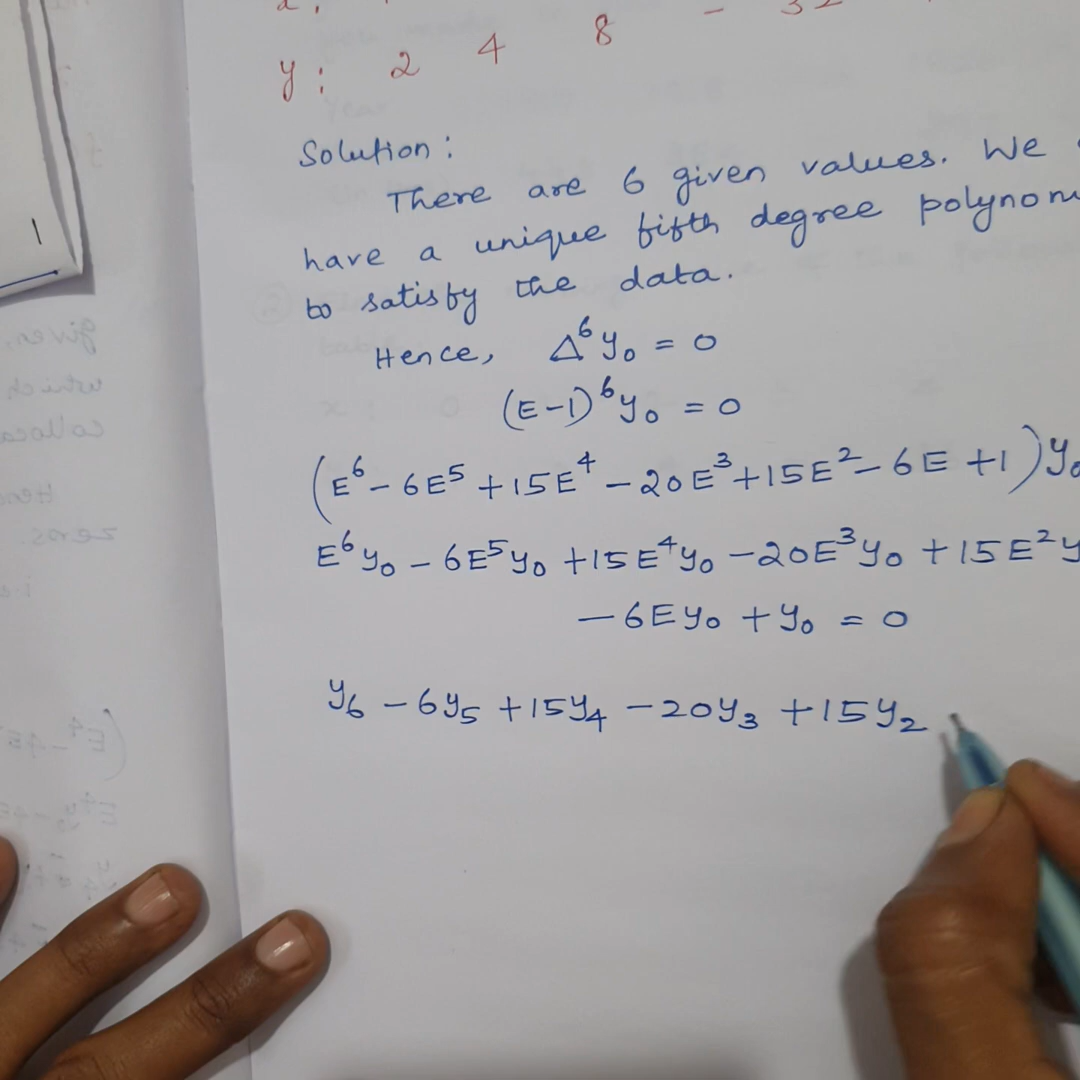 y : 2 4 8 - 32
Solution :
There are 6 given values. We
have a unique fifth degree
to satisfy the data.
Hence, Δ⁶y₀ = 0
(E-1)⁶y₀ = 0
(E⁶ - 6E⁵ + 15E⁴ - 20E³ + 15E² - 6E + 1) y₀
E⁶y₀ - 6E⁵y₀ + 15E⁴y₀ - 20E³y₀ + 15E²y
- 6Ey₀ + y₀ = 0
y₆ - 6y₅ + 15y₄ - 20y₃ + 15y₂